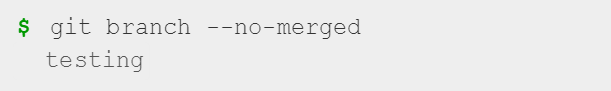 $ git branch --no-merged
testing